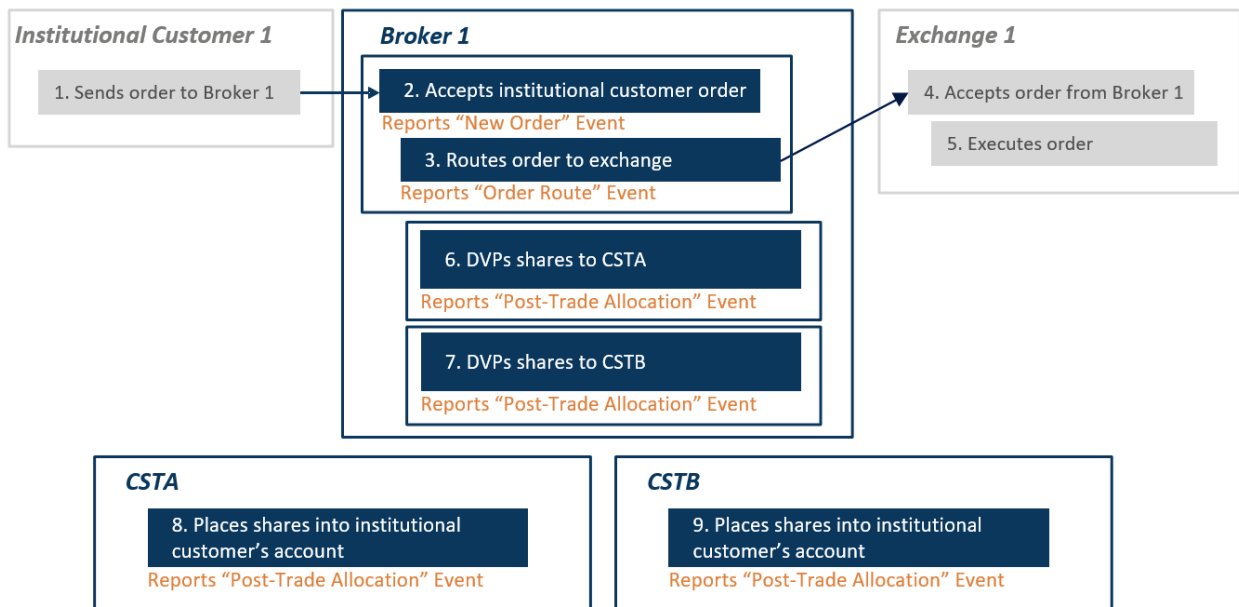 Institutional Customer 1
1. Sends order to Broker 1
Broker 1
2. Accepts institutional customer order
Reports “New Order” Event
3. Routes order to exchange
Reports “Order Route” Event
Exchange 1
4. Accepts order from Broker 1
5. Executes order
6. DVPs shares to CSTA
Reports “Post-Trade Allocation” Event
7. DVPs shares to CSTB
Reports “Post-Trade Allocation” Event
CSTA
8. Places shares into institutional
customer’s account
Reports “Post-Trade Allocation” Event
CSTB
9. Places shares into institutional
customer’s account
Reports “Post-Trade Allocation” Event